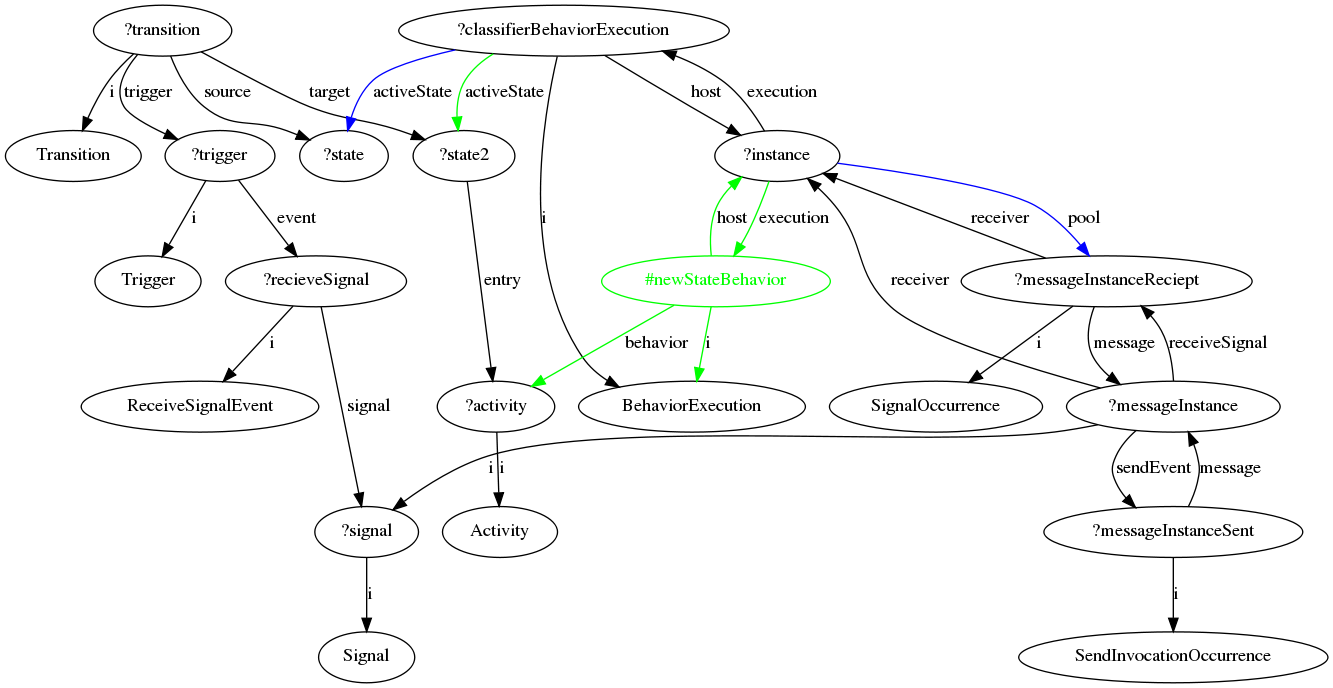 ?transition
?classifierBehaviorExecution
i
trigger
source
target
activeState
activeState
host
execution
Transition
?trigger
?state
?state2
?instance
i
event
i
entry
host
execution
receiver
pool
Trigger
?recieveSignal
#newStateBehavior
?messageInstanceReciept
receiver
i
signal
behavior
i
i
message
receiveSignal
ReceiveSignalEvent
?activity
BehaviorExecution
SignalOccurrence
?messageInstance
i
i
sendEvent
message
?signal
Activity
?messageInstanceSent
i
i
Signal
SendInvocationOccurrence